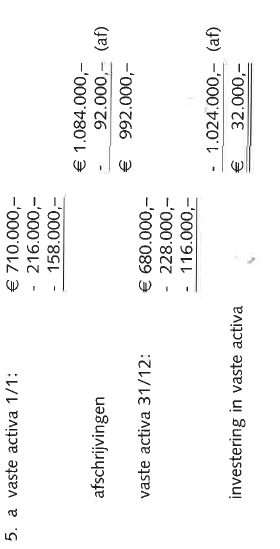 5. a vaste activa 1/1: € 710.000,–
- 216.000,–
- 158.000,–
€ 1.084.000,–
afschrijvingen - 92.000,– (af)
€ 992.000,–
vaste activa 31/12: € 680.000,–
- 228.000,–
- 116.000,–
- 1.024.000,– (af)
investering in vaste activa € 32.000,–